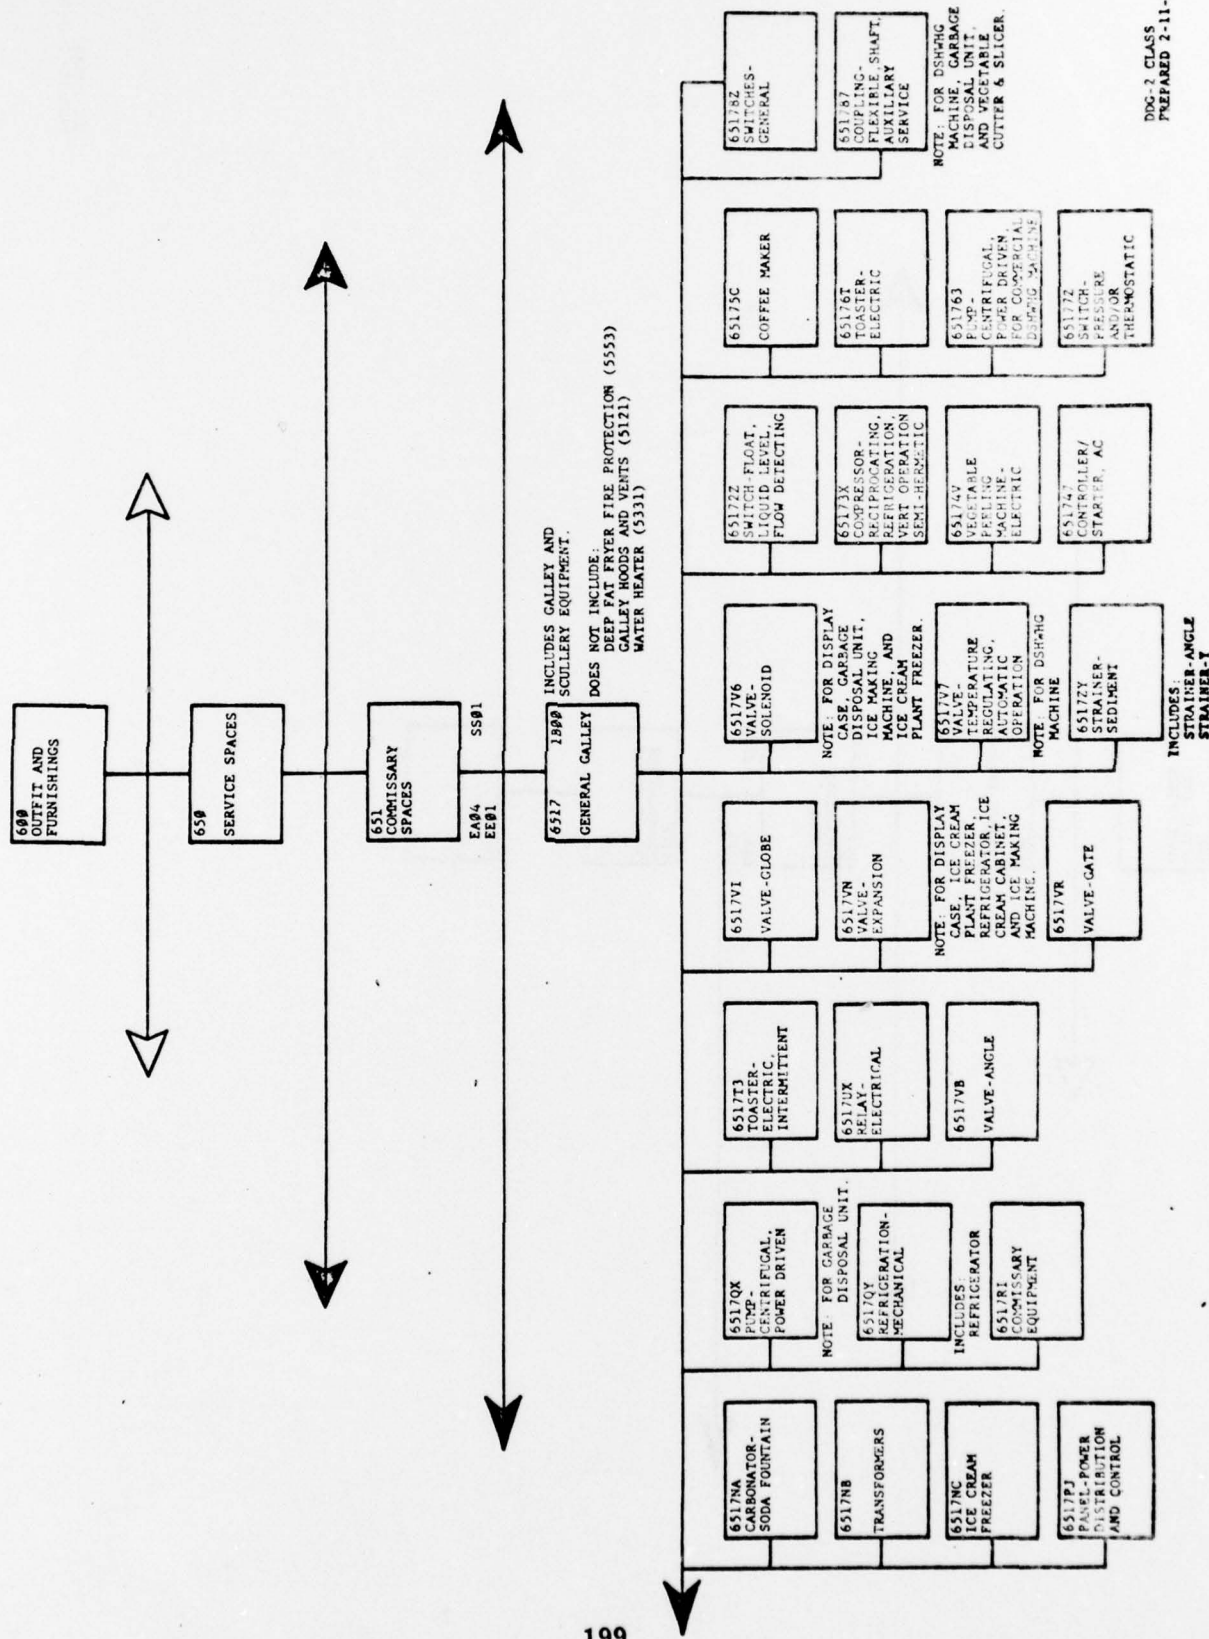 600
OUTFIT AND
FURNISHINGS
650
SERVICE SPACES
651
COMMISSARY
SPACES
EA04
EE01
SS01
6517
1B00
GENERAL GALLEY
INCLUDES GALLEY AND
SCULLERY EQUIPMENT.
DOES NOT INCLUDE:
DEEP FAT FRYER FIRE PROTECTION (5553)
GALLEY HOODS AND VENTS (5121)
WATER HEATER (5331)
6517NA
CARBONATOR-
SODA FOUNTAIN
6517NB
TRANSFORMERS
6517NC
ICE CREAM
FREEZER
6517PJ
PANEL-POWER
DISTRIBUTION
AND CONTROL
6517QX
PUMP-
CENTRIFUGAL,
POWER DRIVEN
NOTE: FOR GARBAGE
DISPOSAL UNIT.
6517QY
REFRIGERATION-
MECHANICAL
INCLUDES:
REFRIGERATOR
6517RI
COMMISSARY
EQUIPMENT
6517T3
TOASTER-
ELECTRIC,
INTERMITTENT
6517UX
RELAY-
ELECTRICAL
6517VB
VALVE-ANGLE
6517VI
VALVE-GLOBE
6517VN
VALVE-
EXPANSION
NOTE: FOR DISPLAY
CASE, ICE CREAM
PLANT FREEZER,
REFRIGERATOR, ICE
CREAM CABINET,
AND ICE MAKING
MACHINE.
6517VR
VALVE-GATE
6517V6
VALVE-
SOLENOID
NOTE: FOR DISPLAY
CASE, GARBAGE
DISPOSAL UNIT,
ICE MAKING
MACHINE, AND
ICE CREAM
PLANT FREEZER.
6517V7
VALVE-
TEMPERATURE
REGULATING,
AUTOMATIC
OPERATION
NOTE: FOR DSHWHG
MACHINE
6517ZY
STRAINER-
SEDIMENT
INCLUDES:
STRAINER-ANGLE
STRAINER-Y
65172Z
SWITCH-FLOAT,
LIQUID LEVEL,
FLOW DETECTING
65173X
COMPRESSOR-
RECIPROCATING,
REFRIGERATION,
VERT OPERATION
SEMI-HERMETIC
65174V
VEGETABLE
PEELING
MACHINE-
ELECTRIC
651747
CONTROLLER/
STARTER, AC
65175C
COFFEE MAKER
65176T
TOASTER-
ELECTRIC
651763
PUMP-
CENTRIFUGAL,
POWER DRIVEN,
FOR COMMERCIAL
DSHWHG MACHINE
65177Z
SWITCH-
PRESSURE
AND/OR
THERMOSTATIC
65178Z
SWITCHES-
GENERAL
651787
COUPLING-
FLEXIBLE, SHAFT,
AUXILIARY
SERVICE
NOTE: FOR DSHWHG
MACHINE, GARBAGE
DISPOSAL UNIT,
AND VEGETABLE
CUTTER & SLICER.
DDG-2 CLASS
PREPARED 2-11-
199